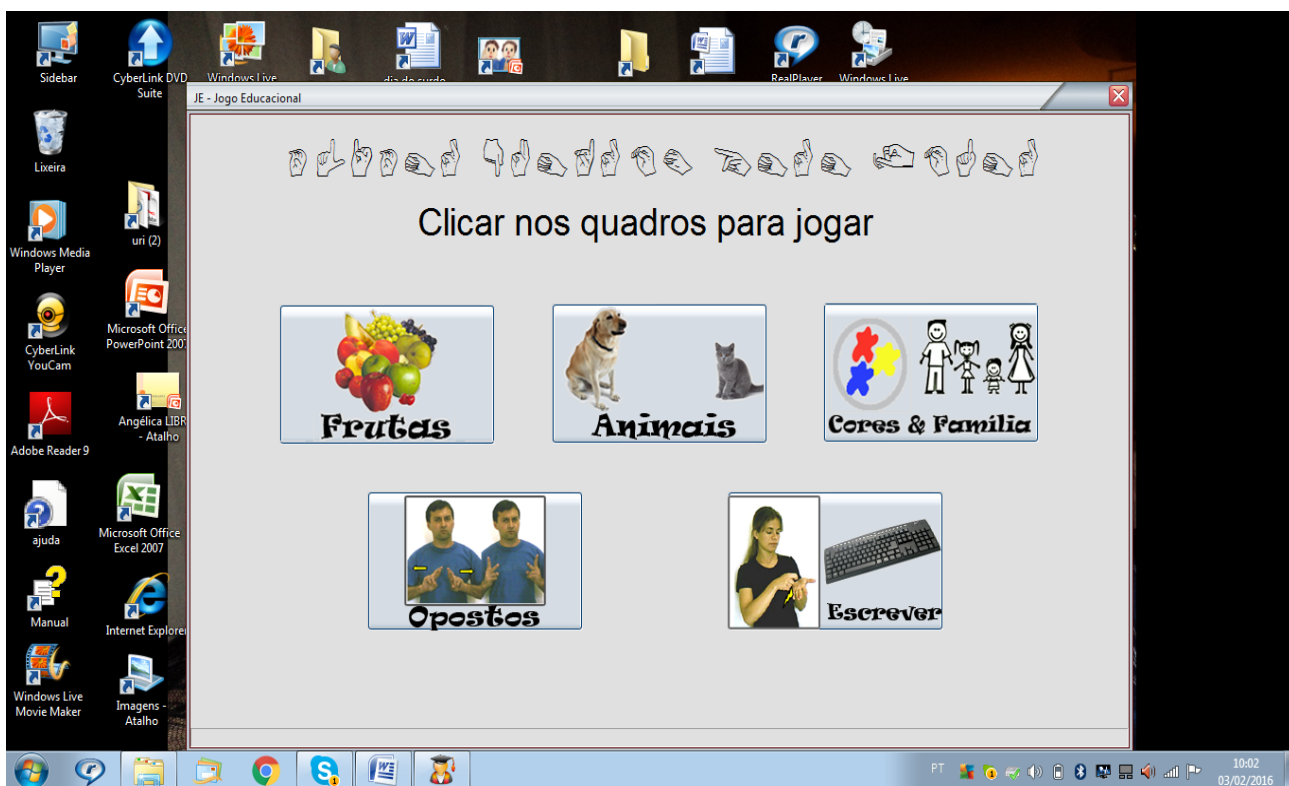 Sidebar
CyberLink DVD
Suite
Windows Live
dia do surdo
RealPlayer
Windows Live
JE - Jogo Educacional
Lixeira
uri (2)
Clicar nos quadros para jogar
Windows Media
Player
Microsoft Office
PowerPoint 2007
CyberLink
YouCam
Frutas
Animais
Cores & Família
Angélica LIBR
- Atalho
Adobe Reader 9
ajuda
Microsoft Office
Excel 2007
Opostos
Escrever
Manual
Internet Explorer
Windows Live
Movie Maker
Imagens -
Atalho
PT
10:02
03/02/2016